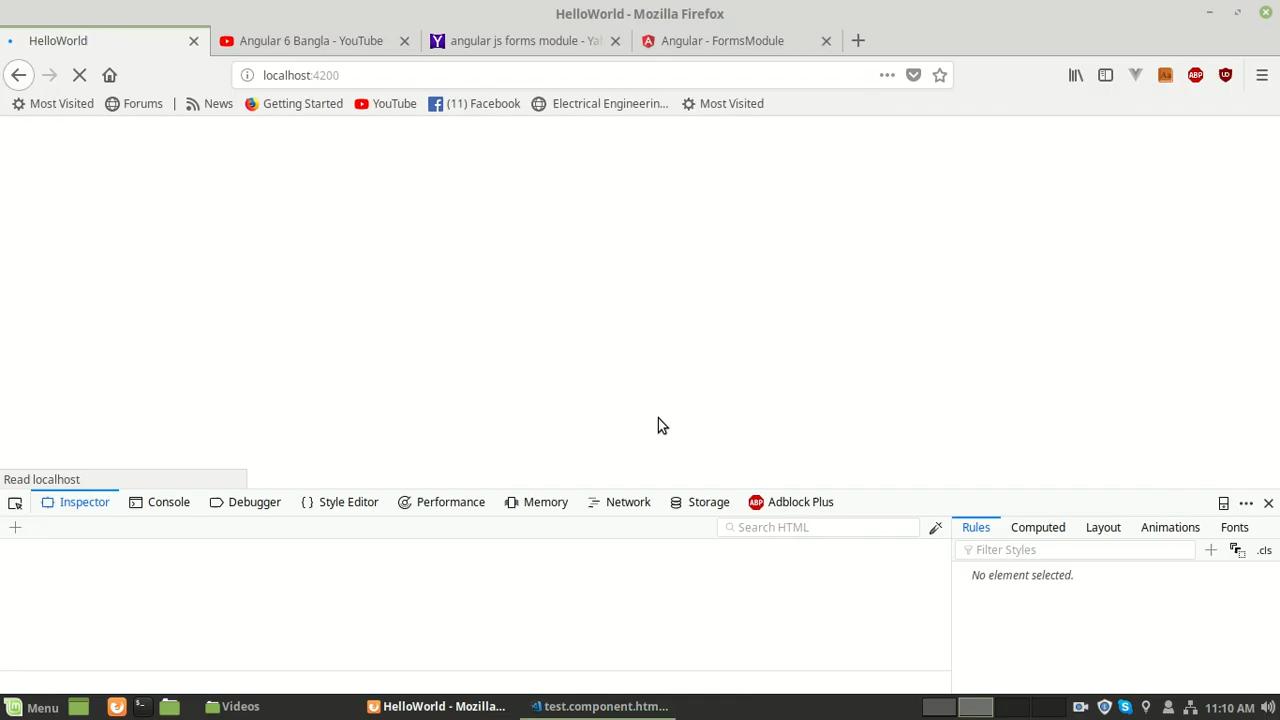 HelloWorld - Mozilla Firefox
HelloWorld
Angular 6 Bangla - YouTube
angular js forms module - Yah
Angular - FormsModule
localhost:4200
Most Visited
Forums
News
Getting Started
YouTube
(11) Facebook
Electrical Engineerin...
Most Visited
Read localhost
Inspector
Console
Debugger
Style Editor
Performance
Memory
Network
Storage
ABP Adblock Plus
Search HTML
Rules
Computed
Layout
Animations
Fonts
Filter Styles
.cls
No element selected.
Menu
Videos
HelloWorld - Mozilla...
test.component.htm...
11:10 AM